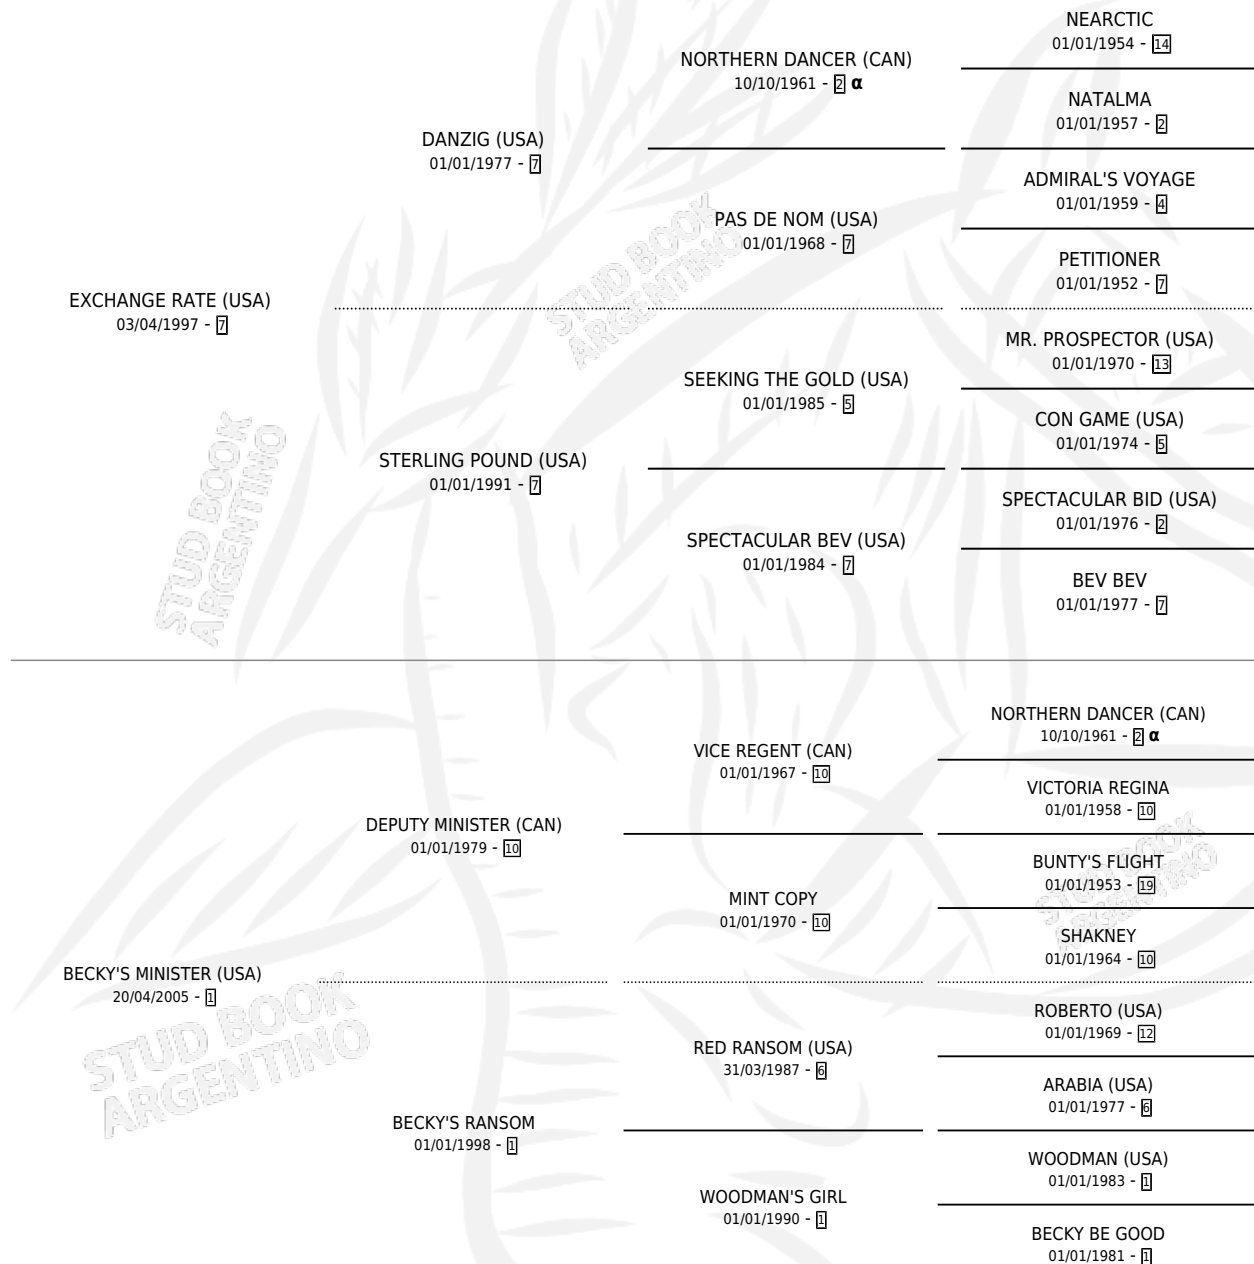 NEARCTIC
01/01/1954 - 14
NORTHERN DANCER (CAN)
10/10/1961 - 2 α
NATALMA
01/01/1957 - 2
DANZIG (USA)
01/01/1977 - 7
ADMIRAL'S VOYAGE
01/01/1959 - 4
PAS DE NOM (USA)
01/01/1968 - 7
PETITIONER
01/01/1952 - 7
EXCHANGE RATE (USA)
03/04/1997 - 7
MR. PROSPECTOR (USA)
01/01/1970 - 13
SEEKING THE GOLD (USA)
01/01/1985 - 5
CON GAME (USA)
01/01/1974 - 5
STERLING POUND (USA)
01/01/1991 - 7
SPECTACULAR BID (USA)
01/01/1976 - 2
SPECTACULAR BEV (USA)
01/01/1984 - 7
BEV BEV
01/01/1977 - 7
STUD BOOK
ARGENTINO
STUD BOOK
ARGENTINO
NORTHERN DANCER (CAN)
10/10/1961 - 2 α
VICE REGENT (CAN)
01/01/1967 - 10
VICTORIA REGINA
01/01/1958 - 10
DEPUTY MINISTER (CAN)
01/01/1979 - 10
BUNTY'S FLIGHT
01/01/1953 - 19
MINT COPY
01/01/1970 - 10
SHAKNEY
01/01/1964 - 10
STUD BOOK
ARGENTINO
BECKY'S MINISTER (USA)
20/04/2005 - 1
ROBERTO (USA)
01/01/1969 - 12
RED RANSOM (USA)
31/03/1987 - 6
ARABIA (USA)
01/01/1977 - 6
BECKY'S RANSOM
01/01/1998 - 1
WOODMAN (USA)
01/01/1983 - 1
WOODMAN'S GIRL
01/01/1990 - 1
BECKY BE GOOD
01/01/1981 - 1
STUD BOOK
ARGENTINO